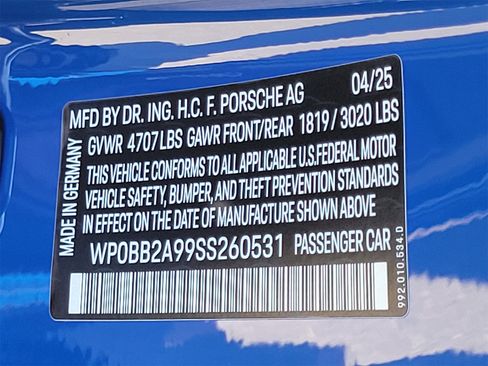 MFD BY DR. ING. H.C. F. PORSCHE AG 04/25
GVWR 4707 LBS GAWR FRONT/REAR 1819 / 3020 LBS
THIS VEHICLE CONFORMS TO ALL APPLICABLE U.S.FEDERAL MOTOR
VEHICLE SAFETY, BUMPER, AND THEFT PREVENTION STANDARDS
IN EFFECT ON THE DATE OF MANUFACTURE SHOWN ABOVE
WP0BB2A99SS260531 PASSENGER CAR
MADE IN GERMANY
992.010.534.D